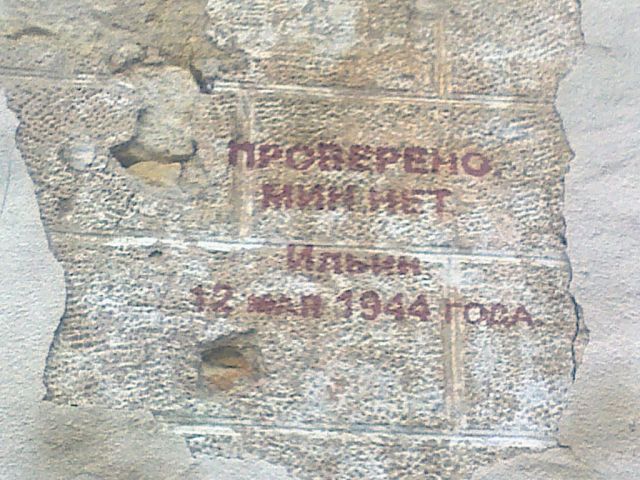 ПРОВЕРЕНО.
МИН НЕТ
Ильин
12 мая 1944 года.